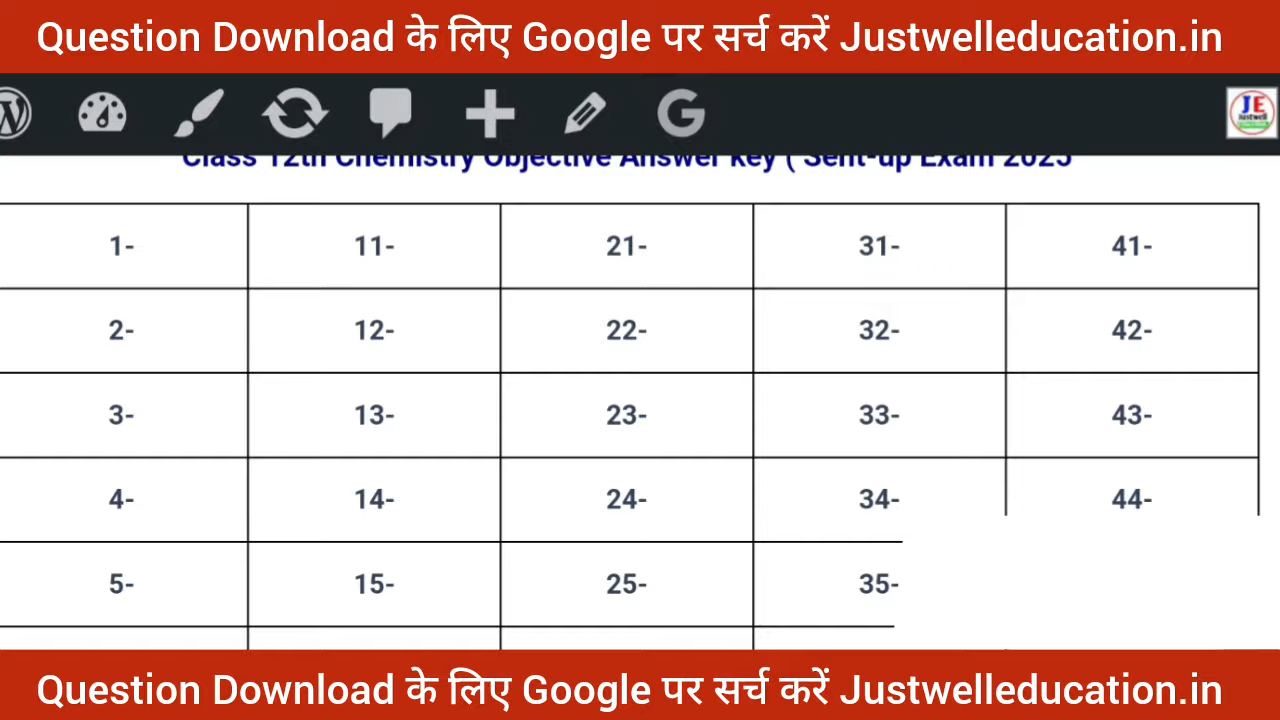 Question Download के लिए Google पर सर्च करें Justwelleducation.in
JE
Justwell
Class 12th Chemistry Objective Answer key ( Sent-up Exam 2025
1- 11- 21- 31- 41-
2- 12- 22- 32- 42-
3- 13- 23- 33- 43-
4- 14- 24- 34- 44-
5- 15- 25- 35-
Question Download के लिए Google पर सर्च करें Justwelleducation.in